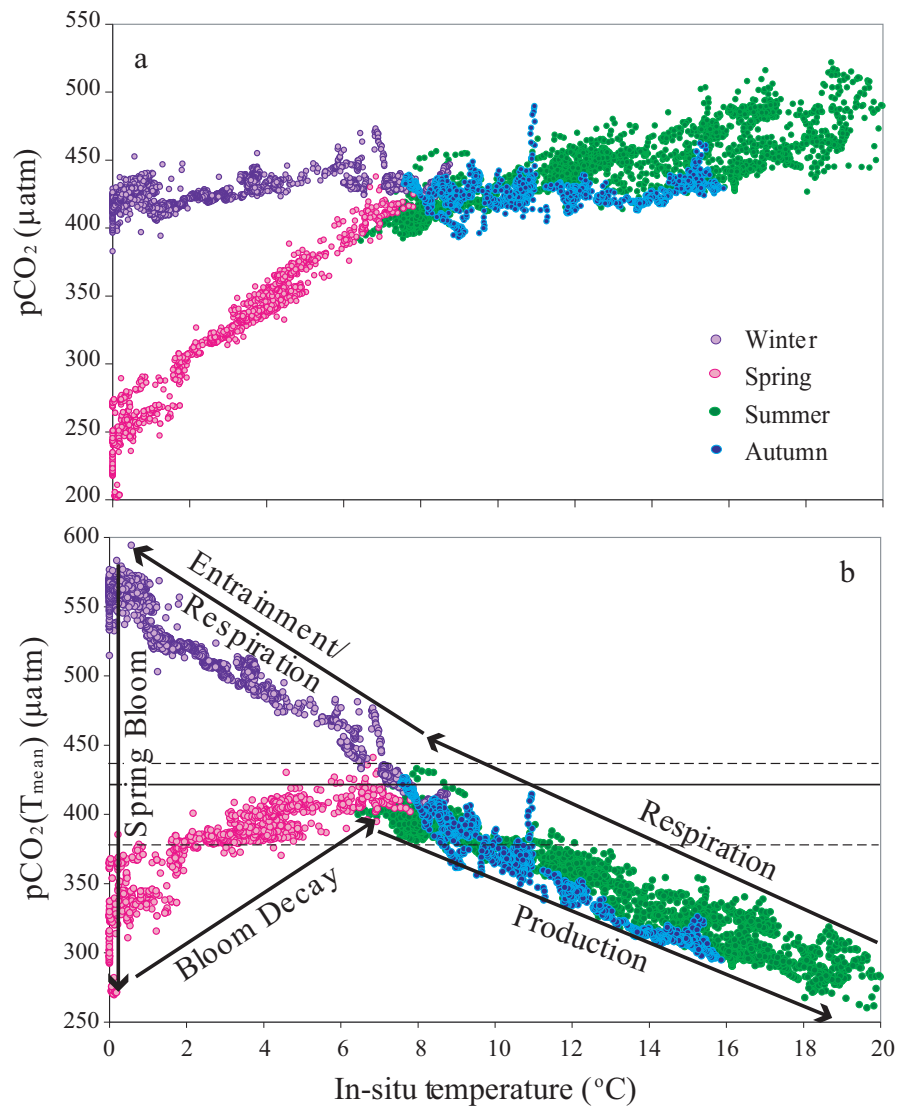 a
550
500
450
400
350
300
250
200
pCO2 (µatm)
Winter
Spring
Summer
Autumn
b
600
550
500
450
400
350
300
250
pCO2(Tmean) (µatm)
Entrainment/
Respiration
Spring Bloom
Respiration
Bloom Decay
Production
0 2 4 6 8 10 12 14 16 18 20
In-situ temperature (°C)